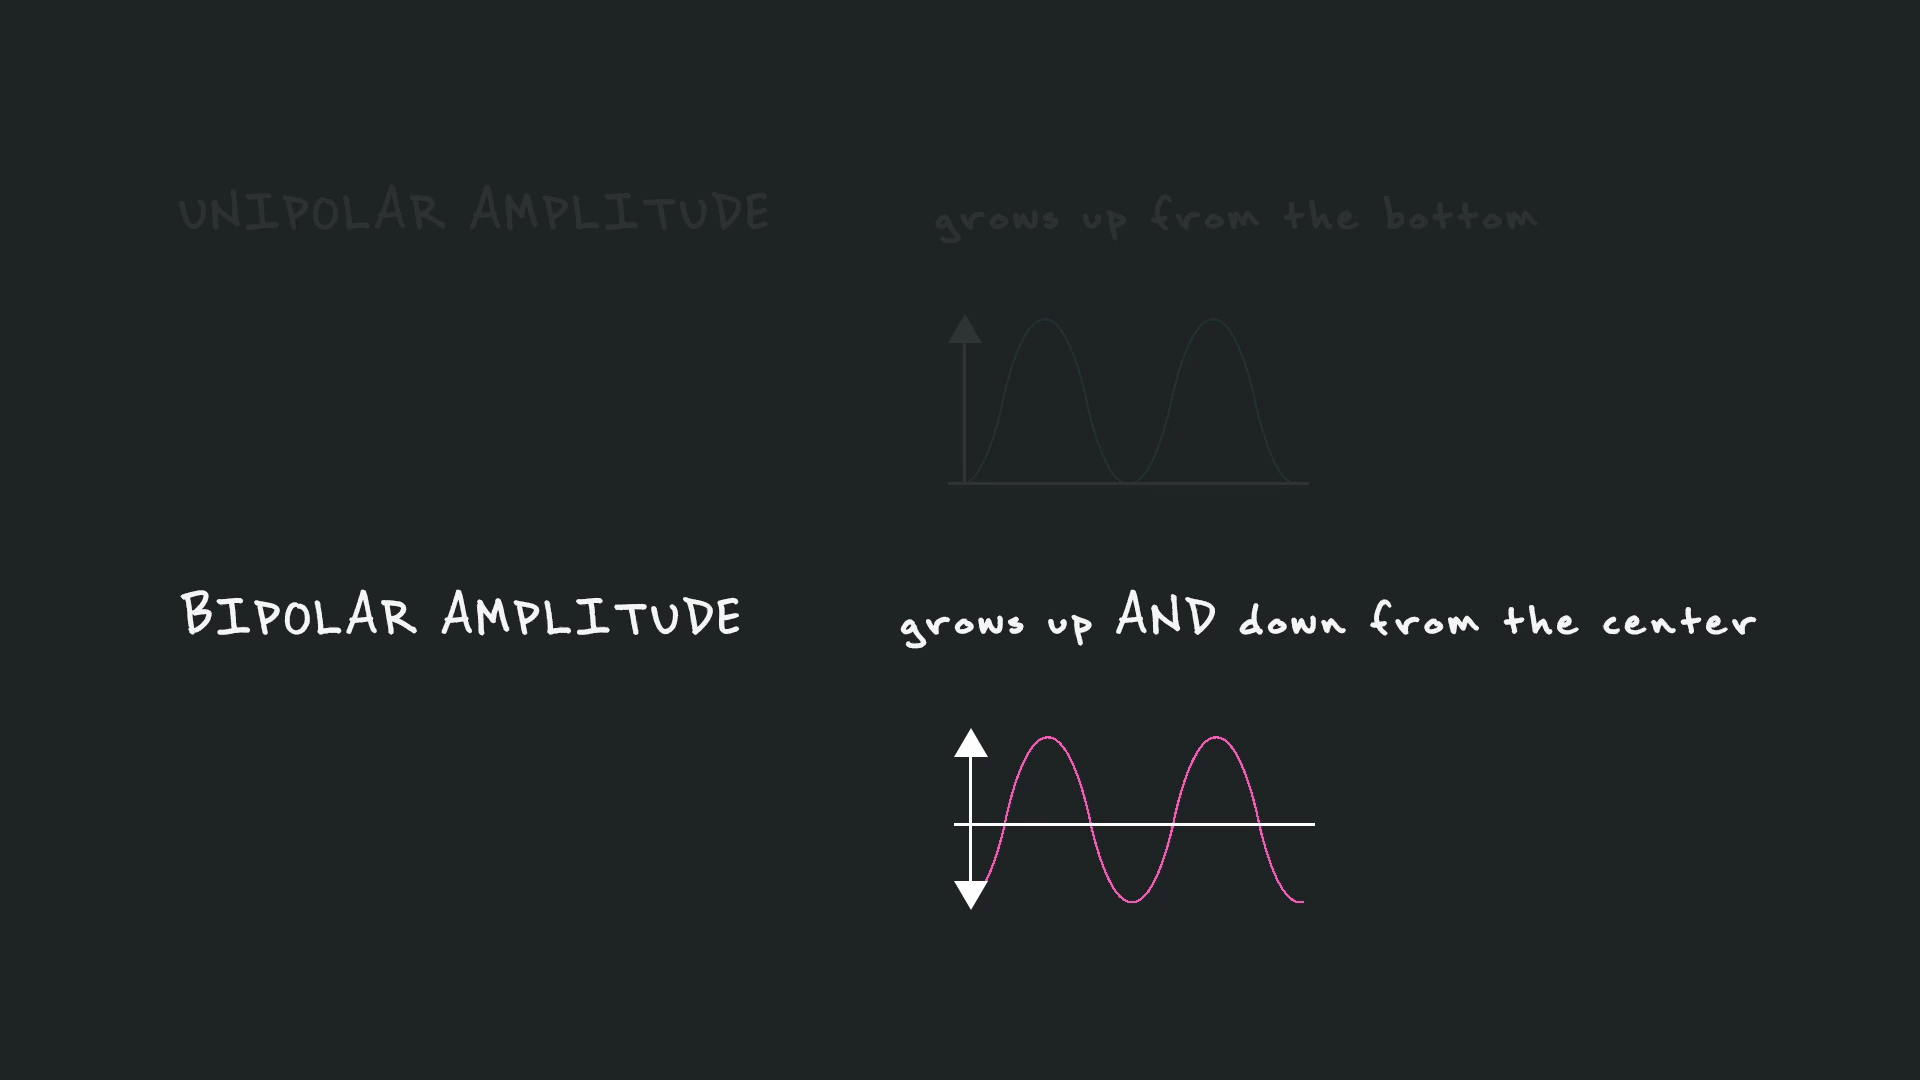 UNIPOLAR AMPLITUDE grows up from the bottom
BIPOLAR AMPLITUDE grows up AND down from the center